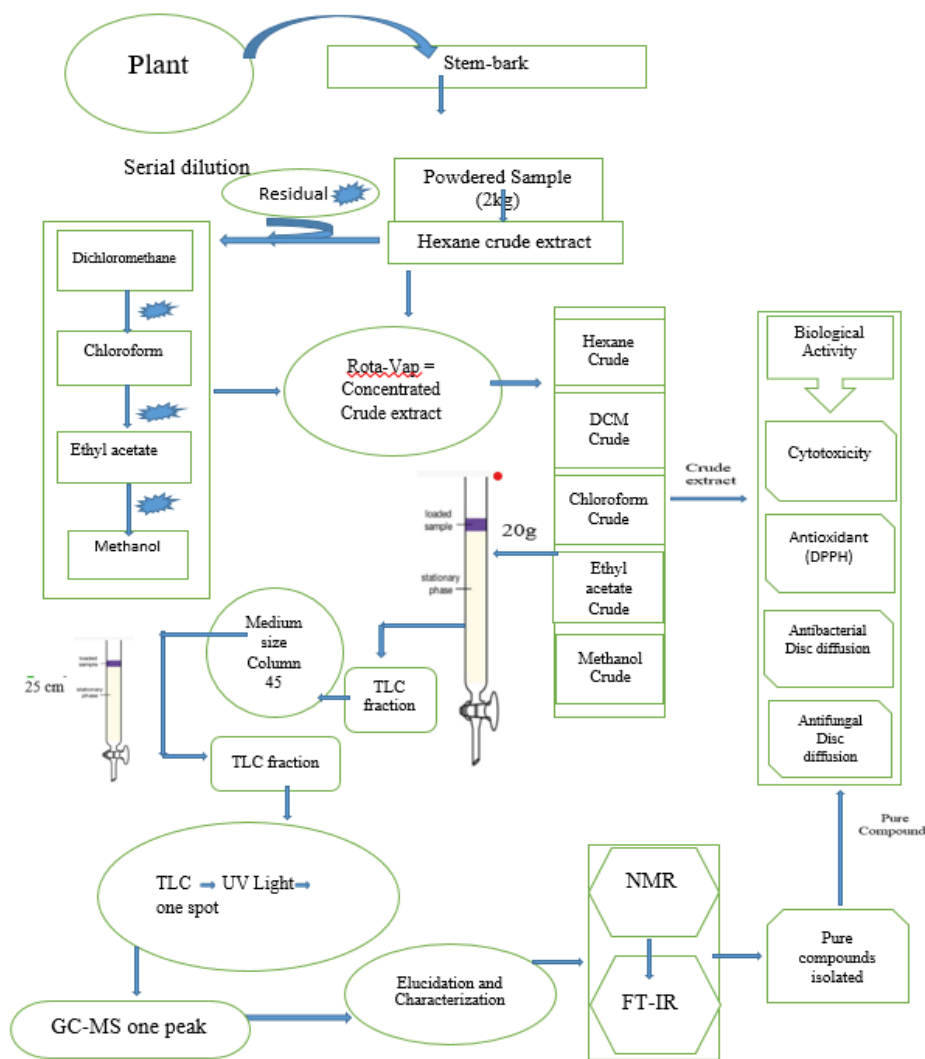 Plant
Stem-bark
Serial dilution
Residual
Powdered Sample
(2kg)
Hexane crude extract
Dichloromethane
Chloroform
Ethyl acetate
Methanol
Rota-Vap =
Concentrated
Crude extract
Hexane
Crude
DCM
Crude
Chloroform
Crude
Ethyl
acetate
Crude
Methanol
Crude
Crude
extract
Biological
Activity
Cytotoxicity
Antioxidant
(DPPH)
Antibacterial
Disc diffusion
Antifungal
Disc
diffusion
loaded
sample
stationary
phase
20g
TLC
fraction
Medium
size
Column
45
loaded
sample
stationary
phase
25 cm
TLC fraction
TLC UV Light
one spot
GC-MS one peak
Elucidation and
Characterization
NMR
FT-IR
Pure
compounds
isolated
Pure
Compound